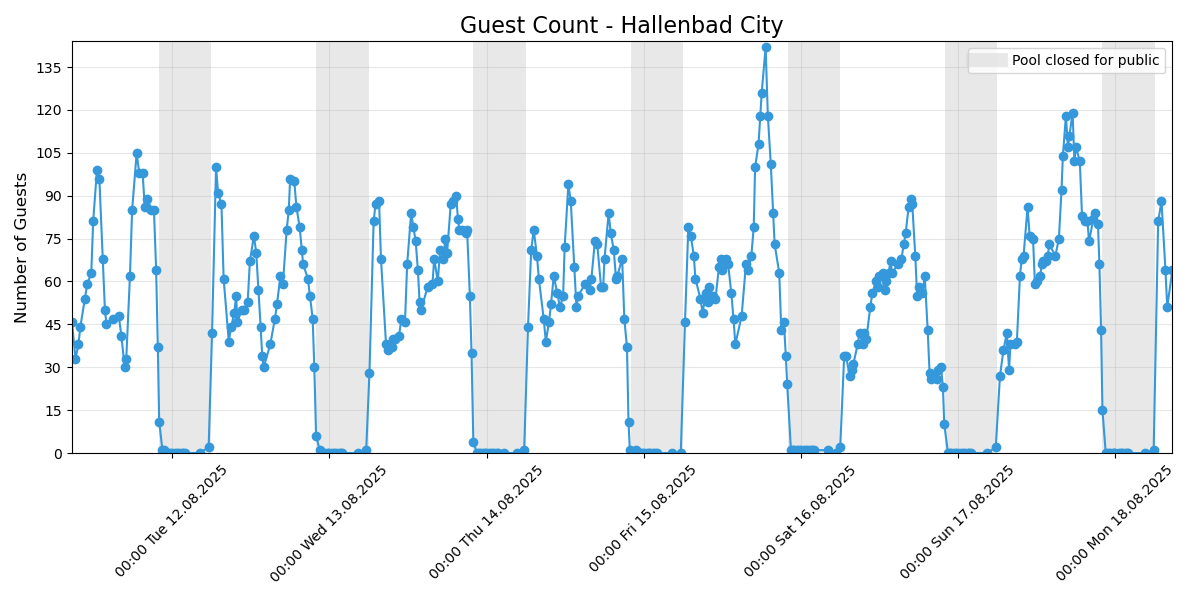 Guest Count - Hallenbad City
Pool closed for public
Number of Guests
135
120
105
90
75
60
45
30
15
0
00:00 Tue 12.08.2025
00:00 Wed 13.08.2025
00:00 Thu 14.08.2025
00:00 Fri 15.08.2025
00:00 Sat 16.08.2025
00:00 Sun 17.08.2025
00:00 Mon 18.08.2025